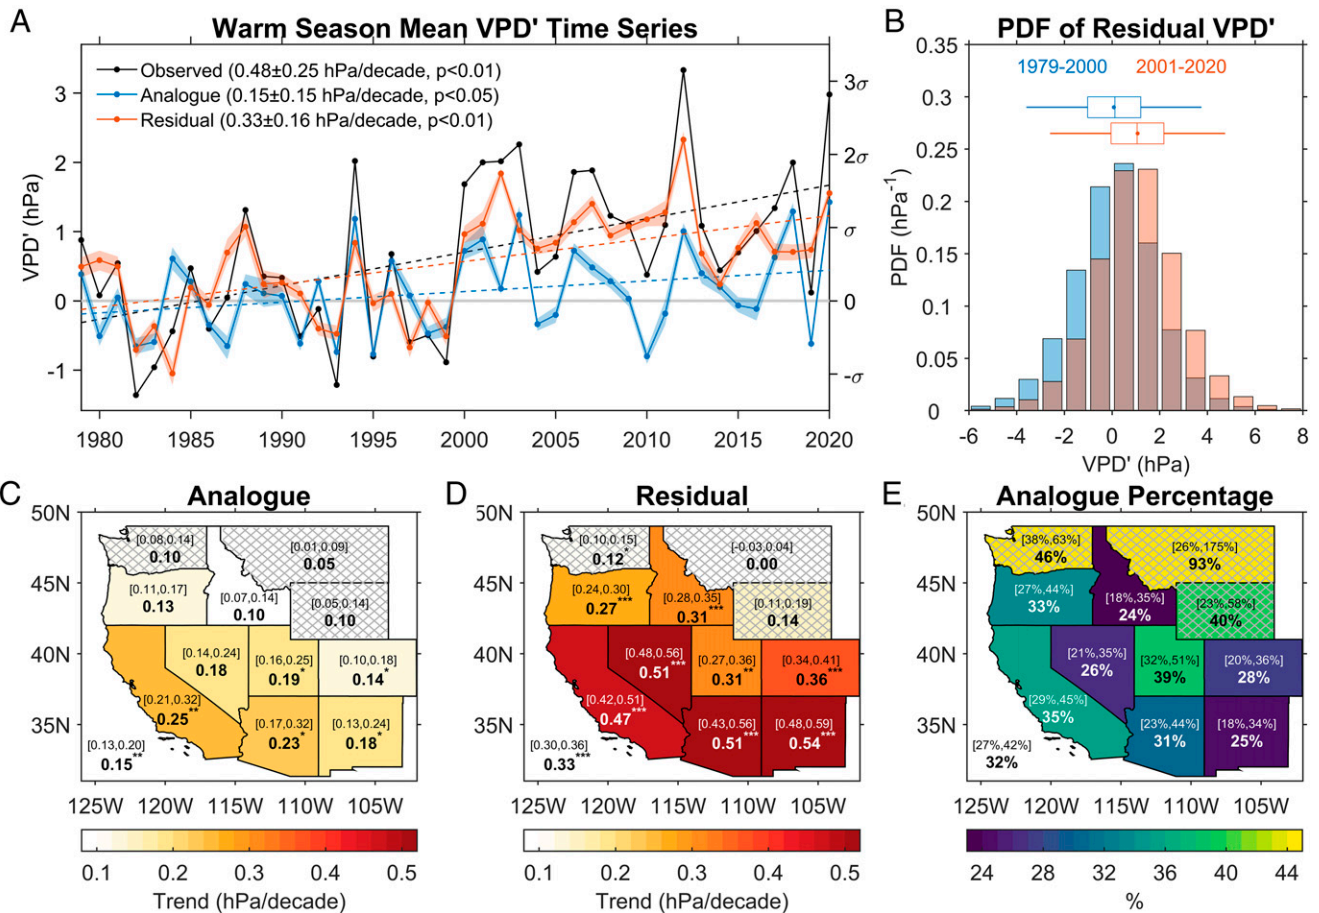 A
Warm Season Mean VPD' Time Series
Observed (0.48±0.25 hPa/decade, p<0.01)
Analogue (0.15±0.15 hPa/decade, p<0.05)
Residual (0.33±0.16 hPa/decade, p<0.01)
VPD' (hPa)
3
2
1
0
-1
3σ
2σ
σ
0
-σ
1980 1985 1990 1995 2000 2005 2010 2015 2020
B
PDF of Residual VPD'
1979-2000 2001-2020
PDF (hPa-1)
0.35
0.3
0.25
0.2
0.15
0.1
0.05
0
-6 -4 -2 0 2 4 6 8
VPD' (hPa)
C
Analogue
50N
45N
40N
35N
[0.08,0.14]
0.10
[0.01,0.09]
0.05
[0.11,0.17]
0.13
[0.07,0.14]
0.10
[0.05,0.14]
0.10
[0.14,0.24]
0.18
[0.16,0.25]
0.19*
[0.10,0.18]
0.14*
[0.21,0.32]
0.25**
[0.17,0.32]
0.23*
[0.13,0.24]
0.18*
[0.13,0.20]
0.15**
125W 120W 115W 110W 105W
0.1 0.2 0.3 0.4 0.5
Trend (hPa/decade)
D
Residual
50N
45N
40N
35N
[0.10,0.15]
0.12*
[-0.03,0.04]
0.00
[0.24,0.30]
0.27***
[0.28,0.35]
0.31***
[0.11,0.19]
0.14
[0.48,0.56]
0.51***
[0.27,0.36]
0.31**
[0.34,0.41]
0.36***
[0.42,0.51]
0.47***
[0.43,0.56]
0.51***
[0.48,0.59]
0.54***
[0.30,0.36]
0.33***
125W 120W 115W 110W 105W
0.1 0.2 0.3 0.4 0.5
Trend (hPa/decade)
E
Analogue Percentage
50N
45N
40N
35N
[38%,63%]
46%
[26%,175%]
93%
[27%,44%]
33%
[18%,35%]
24%
[23%,58%]
40%
[21%,35%]
26%
[32%,51%]
39%
[20%,36%]
28%
[29%,45%]
35%
[23%,44%]
31%
[18%,34%]
25%
[27%,42%]
32%
125W 120W 115W 110W 105W
24 28 32 36 40 44
%